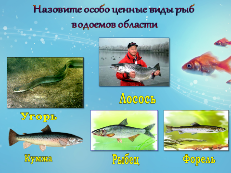 Назовите особо ценные виды рыб
водоемов области
Лосось
Угорь
Кумжа
Рыбец
Форель